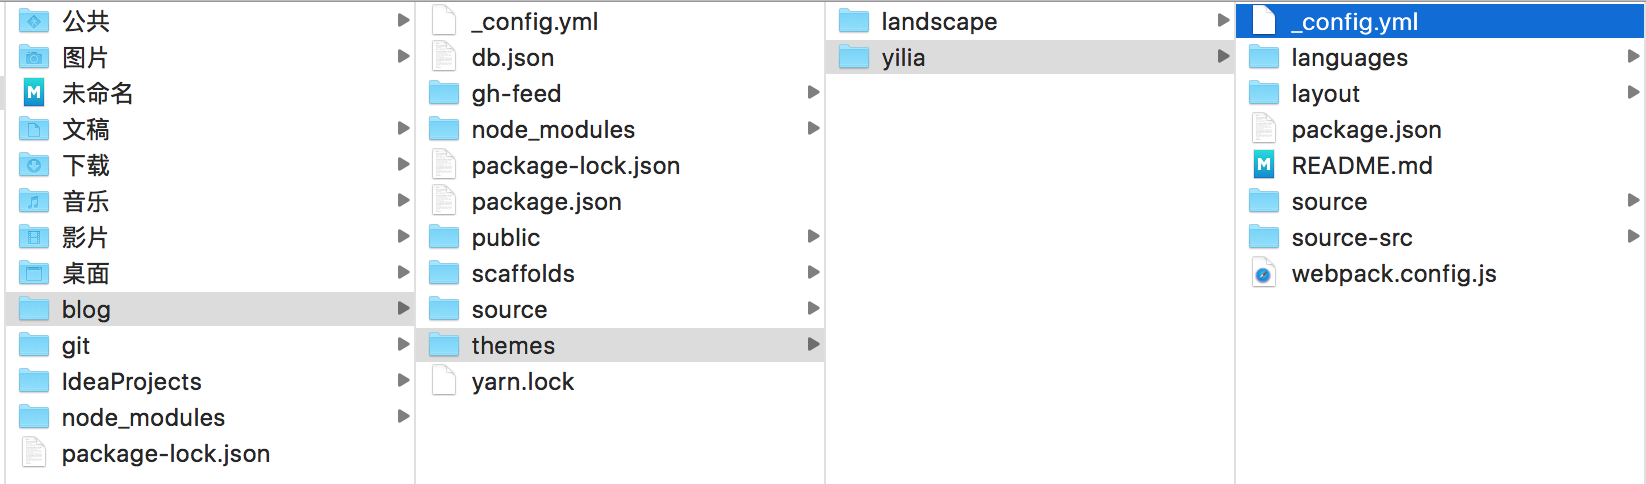 公共
图片
未命名
文稿
下载
音乐
影片
桌面
blog
git
IdeaProjects
node_modules
package-lock.json
_config.yml
db.json
gh-feed
node_modules
package-lock.json
package.json
public
scaffolds
source
themes
yarn.lock
landscape
yilia
_config.yml
languages
layout
package.json
README.md
source
source-src
webpack.config.js